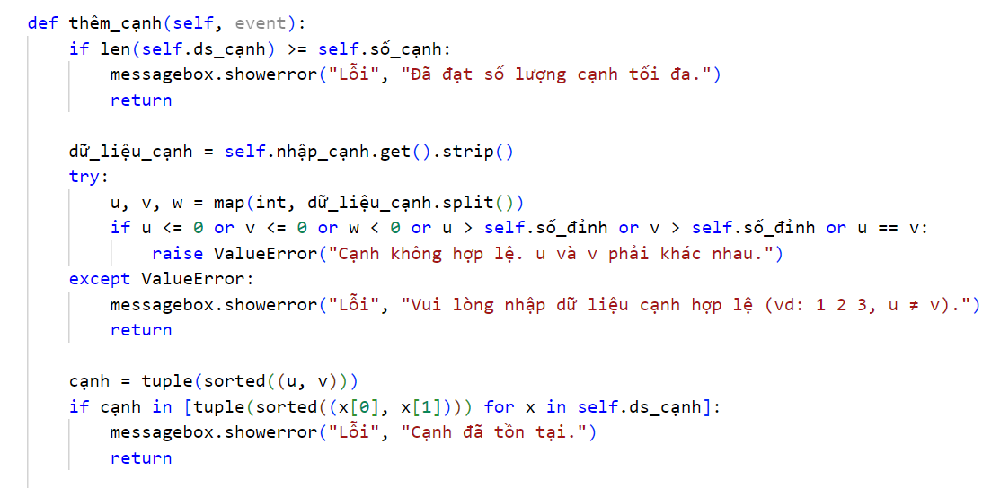 def thêm_cạnh(self, event):
    if len(self.ds_cạnh) >= self.số_cạnh:
        messagebox.showerror("Lỗi", "Đã đạt số lượng cạnh tối đa.")
        return

    dữ_liệu_cạnh = self.nhập_cạnh.get().strip()
    try:
        u, v, w = map(int, dữ_liệu_cạnh.split())
        if u <= 0 or v <= 0 or w < 0 or u > self.số_đỉnh or v > self.số_đỉnh or u == v:
            raise ValueError("Cạnh không hợp lệ. u và v phải khác nhau.")
    except ValueError:
        messagebox.showerror("Lỗi", "Vui lòng nhập dữ liệu cạnh hợp lệ (vd: 1 2 3, u ≠ v).")
        return

    cạnh = tuple(sorted((u, v)))
    if cạnh in [tuple(sorted((x[0], x[1]))) for x in self.ds_cạnh]:
        messagebox.showerror("Lỗi", "Cạnh đã tồn tại.")
        return